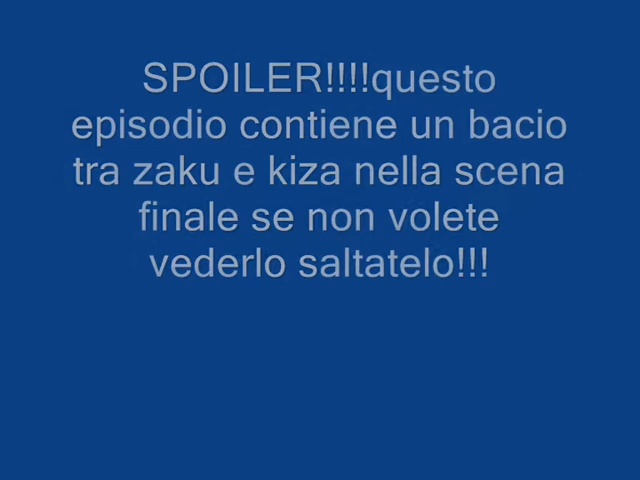 SPOILER!!!!questo
episodio contiene un bacio
tra zaku e kiza nella scena
finale se non volete
vederlo saltatelo!!!